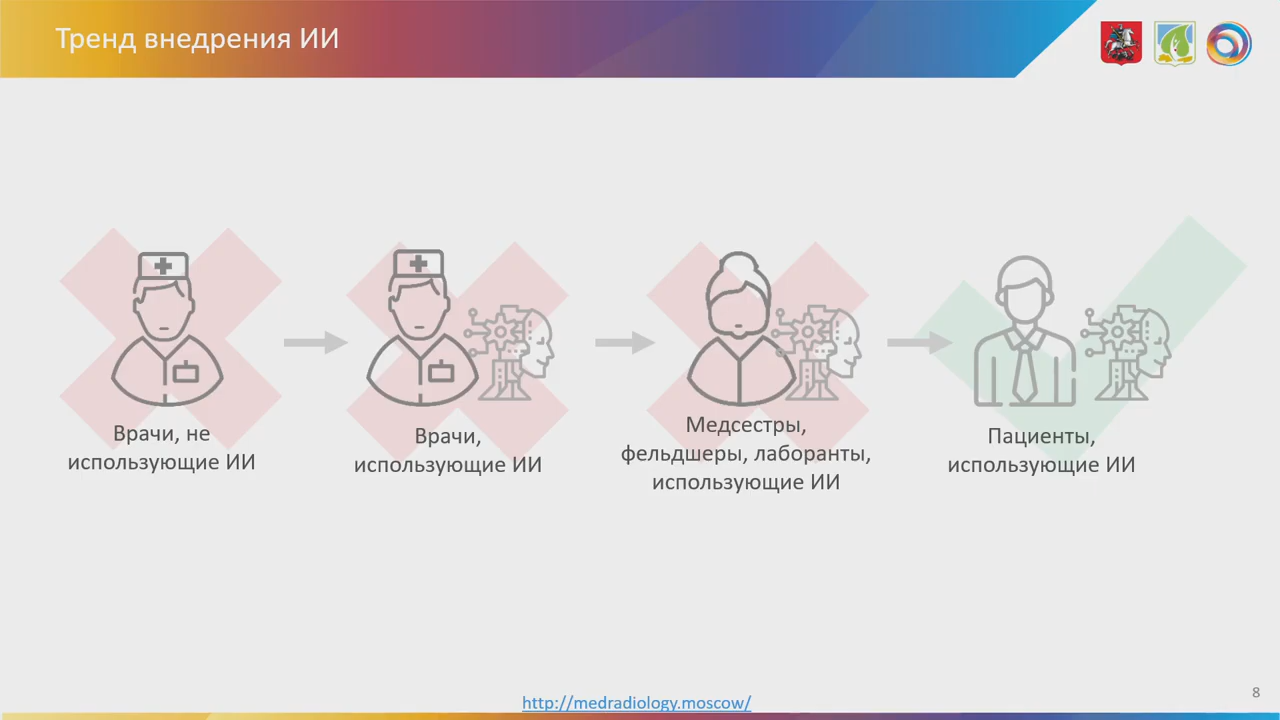 Тренд внедрения ИИ
Врачи, не
использующие ИИ
Врачи,
использующие ИИ
Медсестры,
фельдшеры, лаборанты,
использующие ИИ
Пациенты,
использующие ИИ
http://medradiology.moscow/
8